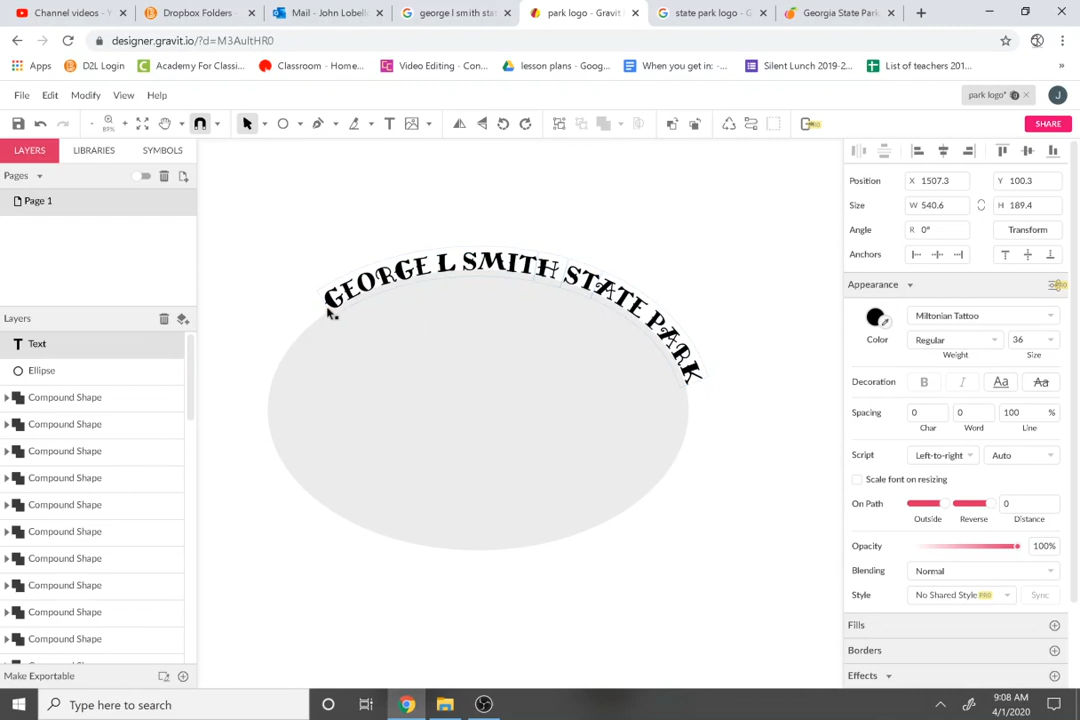 Channel videos - Y
Dropbox Folders -
Mail - John Lobell
george l smith sta
park logo - Gravit
state park logo - G
Georgia State Park
designer.gravit.io/?d=M3AultHR0
Apps
D2L Login
Academy For Classi...
Classroom - Home...
Video Editing - Con...
lesson plans - Goog...
When you get in: -...
Silent Lunch 2019-2...
List of teachers 201...
File
Edit
Modify
View
Help
park logo*
J
89%
SHARE
LAYERS
LIBRARIES
SYMBOLS
Pages
Page 1
Layers
Text
Ellipse
Compound Shape
Compound Shape
Compound Shape
Compound Shape
Compound Shape
Compound Shape
Compound Shape
Compound Shape
Compound Shape
Compound Shape
Make Exportable
GEORGE L SMITH STATE PARK
Position
X 1507.3
Y 100.3
Size
W 540.6
H 189.4
Angle
R 0°
Transform
Anchors
Appearance
PRO
Color
Miltonian Tattoo
Regular
36
Weight
Size
Decoration
B
I
Aa
Aa
Spacing
0
0
100 %
Char
Word
Line
Script
Left-to-right
Auto
Scale font on resizing
On Path
0
Outside
Reverse
Distance
Opacity
100%
Blending
Normal
Style
No Shared Style PRO
Sync
Fills
Borders
Effects
Type here to search
9:08 AM
4/1/2020